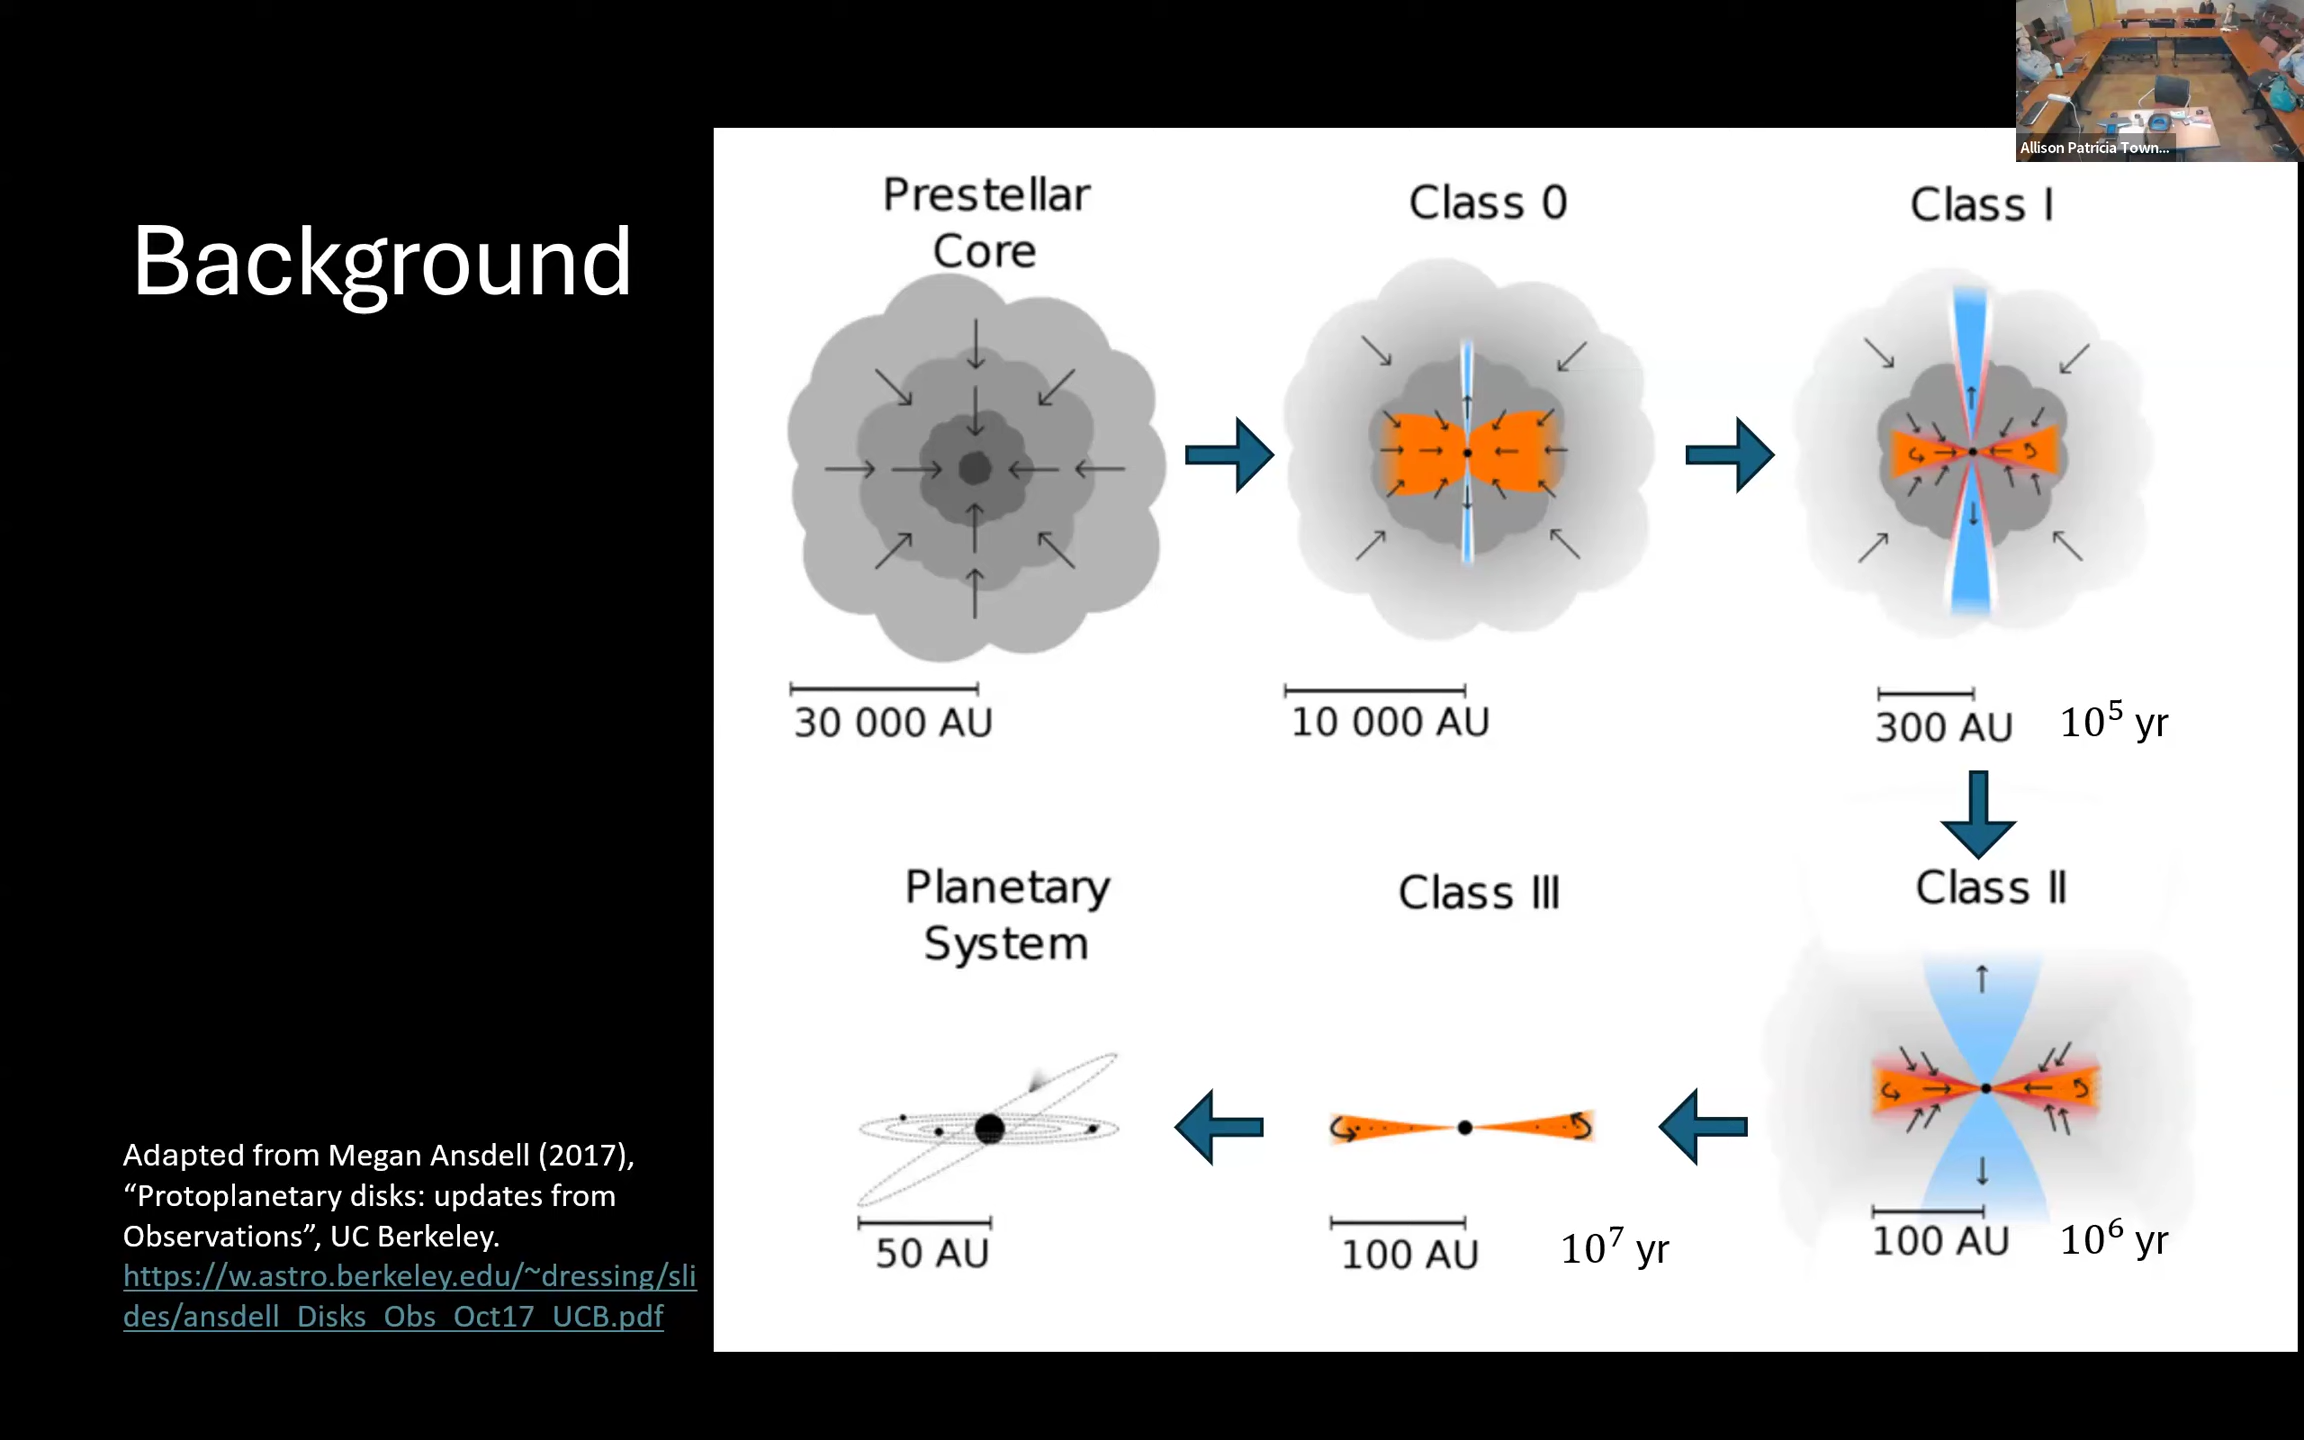 Allison Patricia Town...
Background
Prestellar
Core
Class 0
Class I
30 000 AU
10 000 AU
300 AU
10⁵ yr
Planetary
System
Class III
Class II
50 AU
100 AU
10⁷ yr
100 AU
10⁶ yr
Adapted from Megan Ansdell (2017),
“Protoplanetary disks: updates from
Observations”, UC Berkeley.
https://w.astro.berkeley.edu/~dressing/sli
des/ansdell_Disks_Obs_Oct17_UCB.pdf